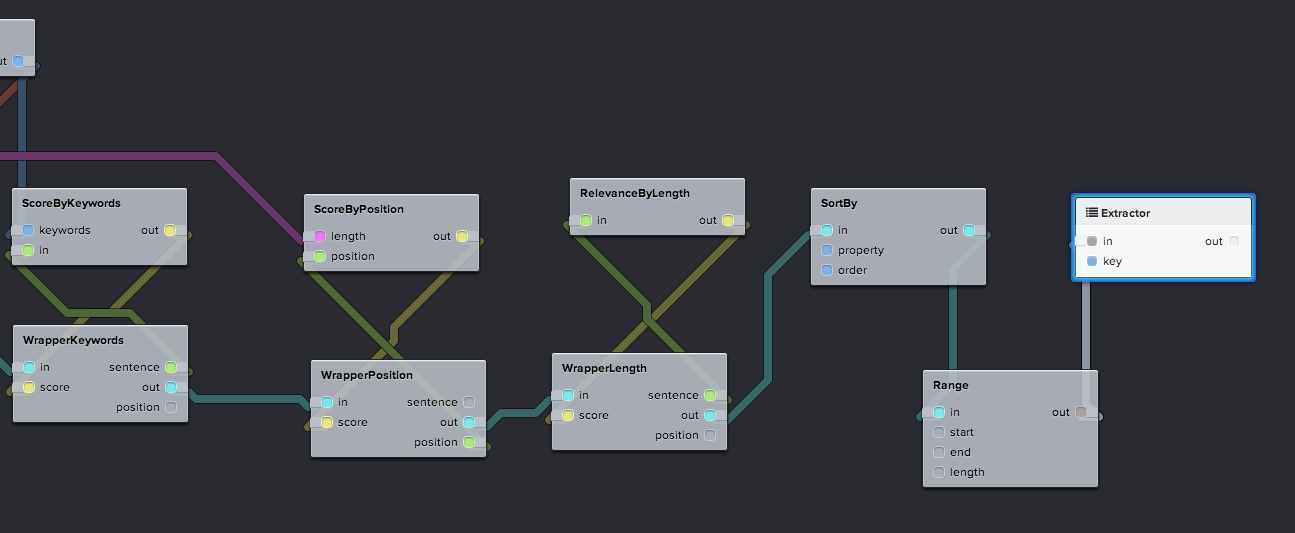 ut
ScoreByKeywords
keywords out
in
WrapperKeywords
in sentence
score out
position
ScoreByPosition
length out
position
WrapperPosition
in sentence
score out
position
RelevanceByLength
in out
WrapperLength
in sentence
score out
position
SortBy
in out
property
order
Range
in out
start
end
length
Extractor
in out
key